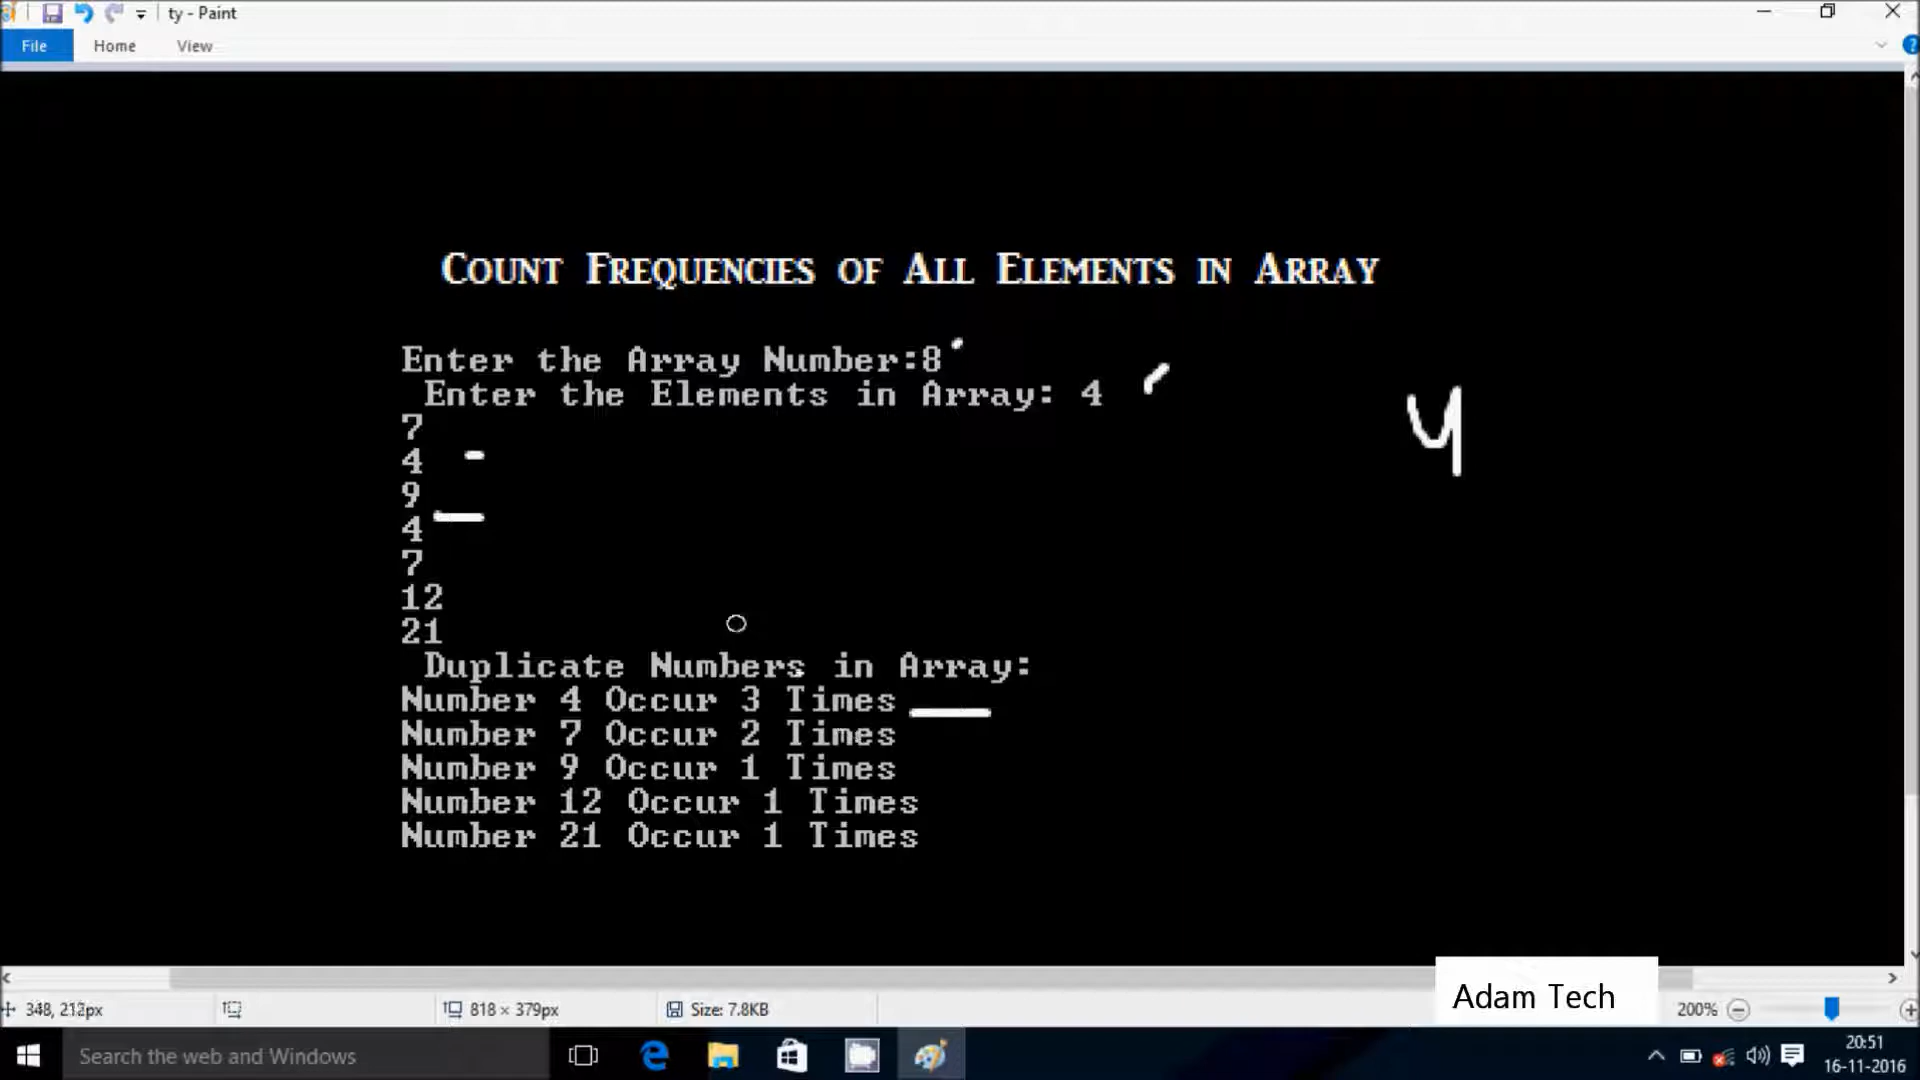 ty - Paint
File Home View
COUNT FREQUENCIES OF ALL ELEMENTS IN ARRAY
Enter the Array Number:8
Enter the Elements in Array: 4
7
4
9
4
7
12
21
4
Duplicate Numbers in Array:
Number 4 Occur 3 Times
Number 7 Occur 2 Times
Number 9 Occur 1 Times
Number 12 Occur 1 Times
Number 21 Occur 1 Times
Adam Tech
348, 212px 818 × 379px Size: 7.8KB 200%
Search the web and Windows
20:51
16-11-2016